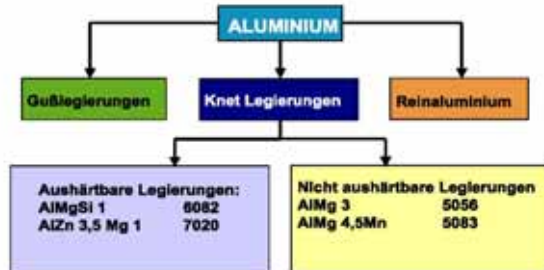 ALUMINIUM
Gußlegierungen
Knet Legierungen
Reinaluminium
Aushärtbare Legierungen:
AlMgSi 1 6082
AlZn 3,5 Mg 1 7020
Nicht aushärtbare Legierungen
AlMg 3 5056
AlMg 4,5Mn 5083